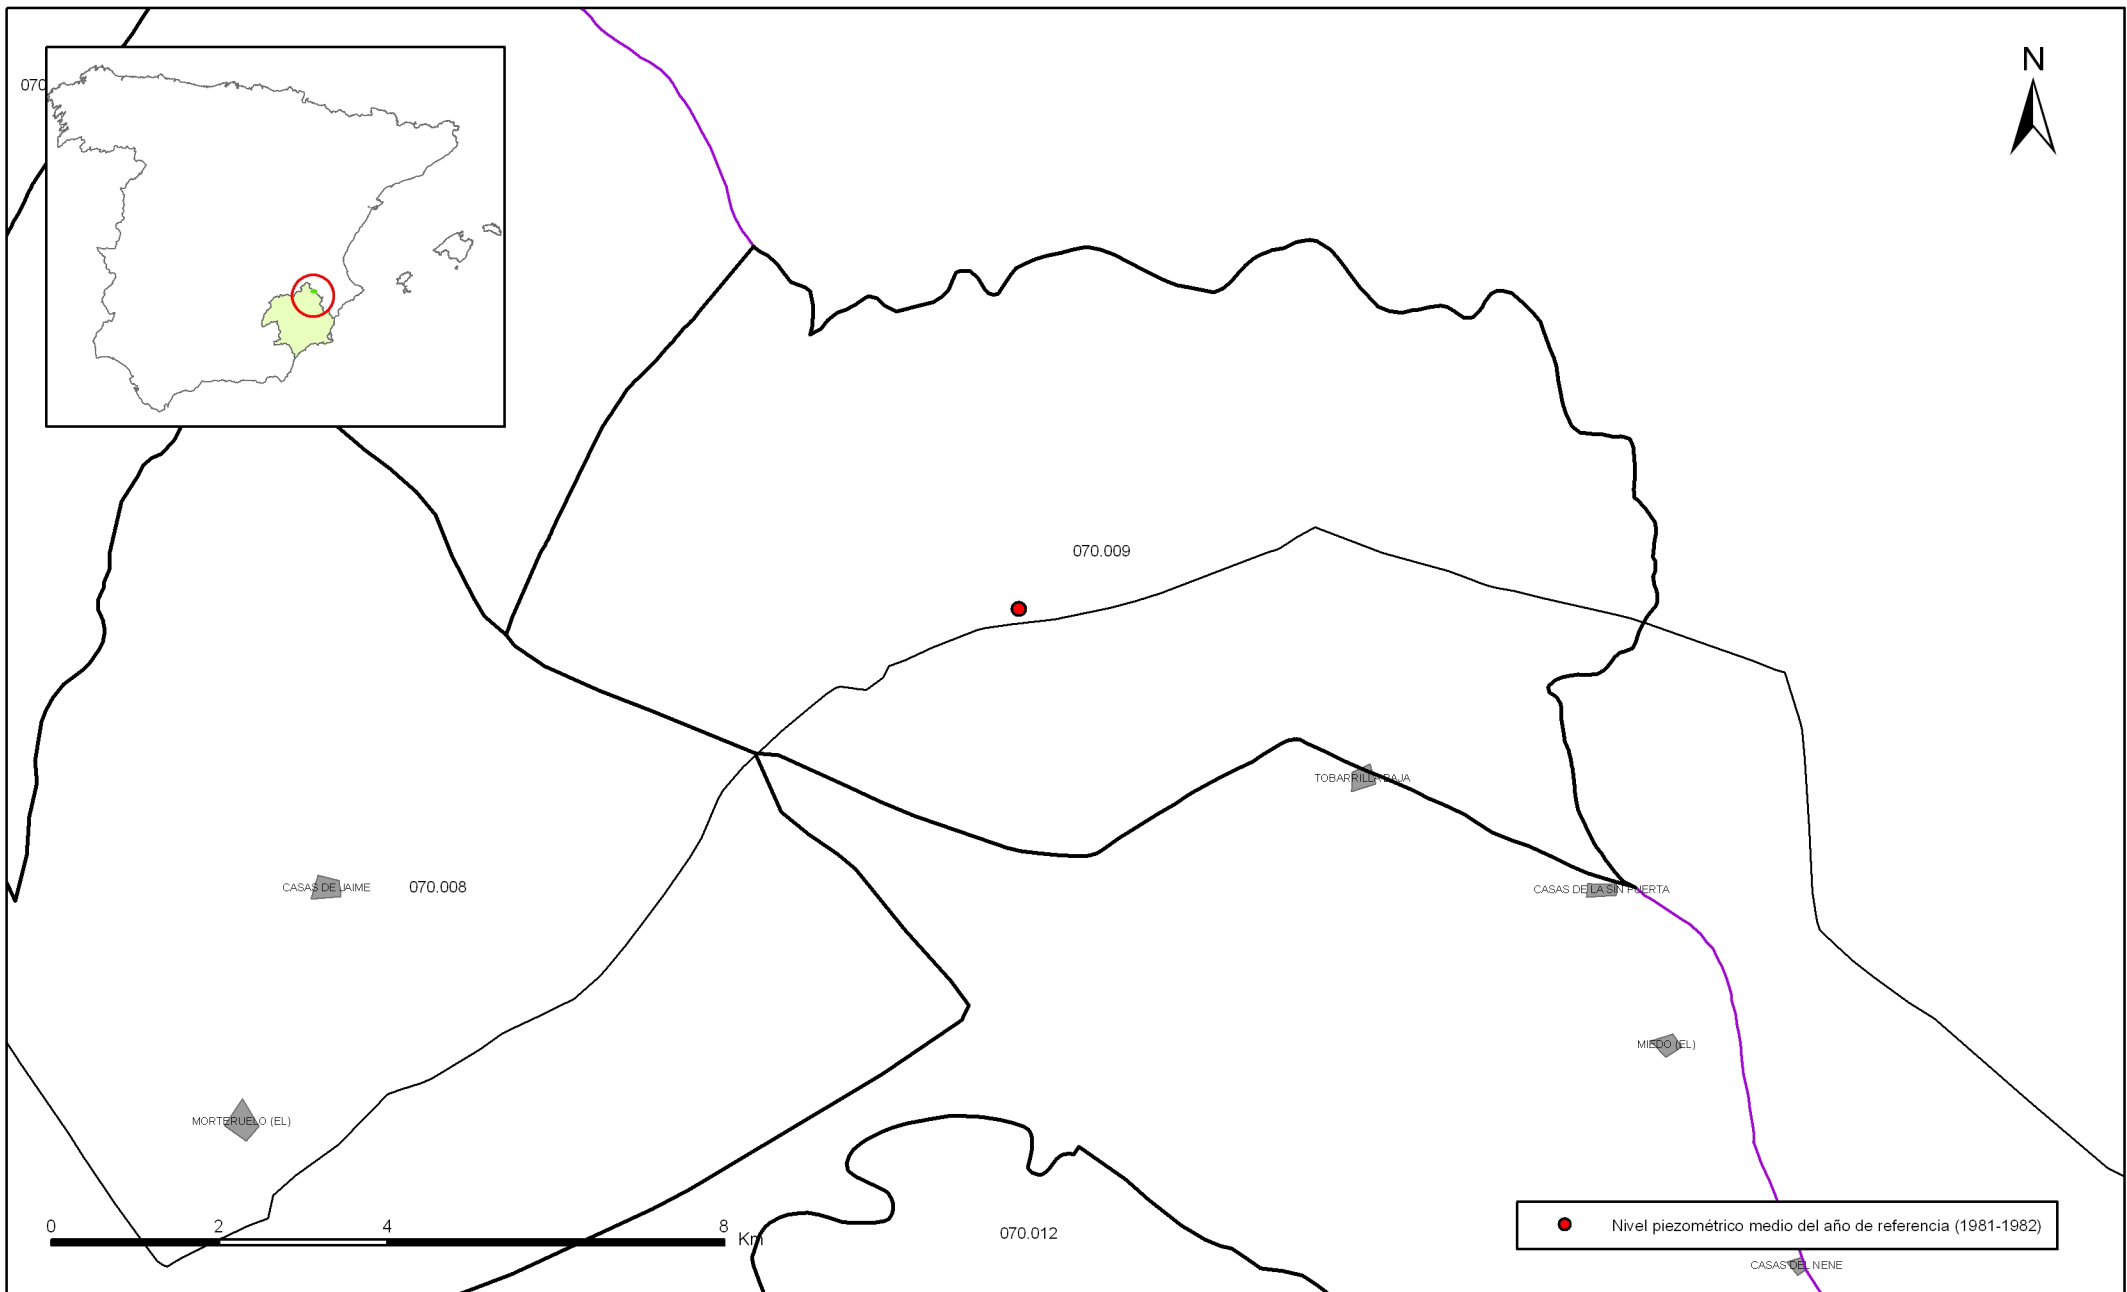 N
070
070.009
TOBARRILLA BAJA
CASAS DE JAIME
070.008
CASAS DE LA SIN PUERTA
MIEDO (EL)
MORTERUELO (EL)
0 2 4 8 Km
070.012
Nivel piezométrico medio del año de referencia (1981-1982)
CASAS DEL NENE